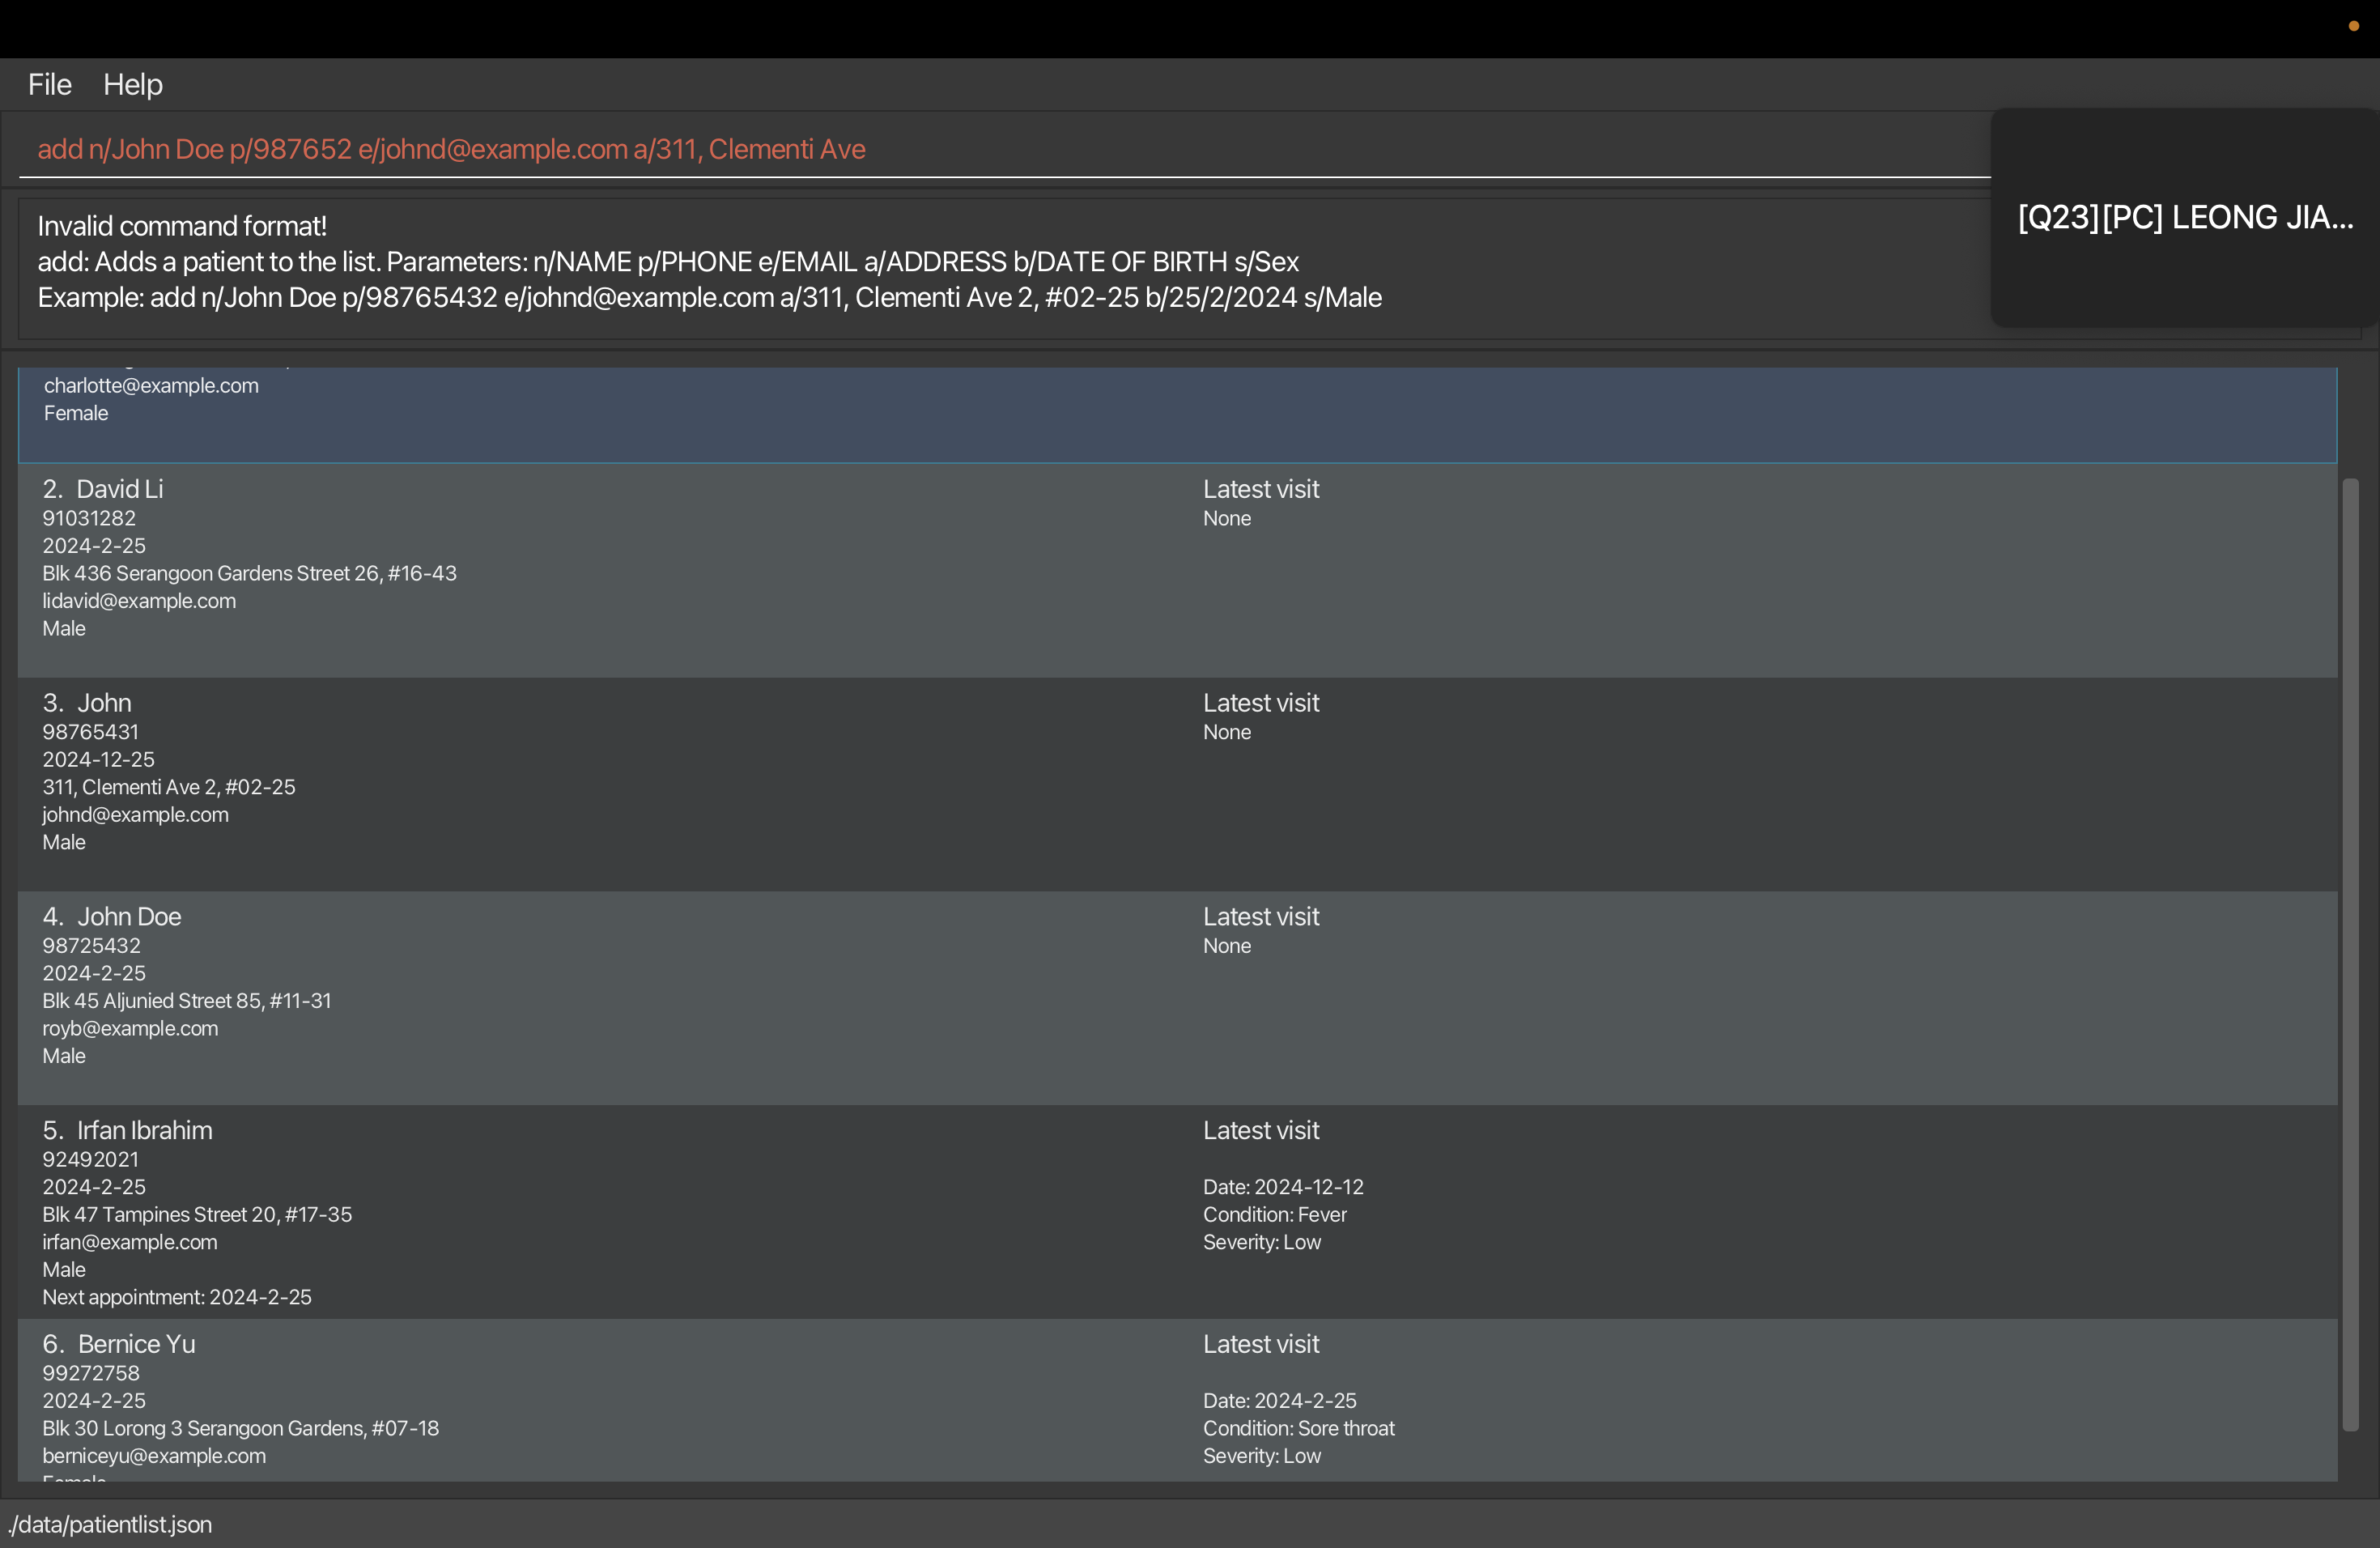 File Help
add n/John Doe p/987652 e/johnd@example.com a/311, Clementi Ave
[Q23][PC] LEONG JIA...
Invalid command format!
add: Adds a patient to the list. Parameters: n/NAME p/PHONE e/EMAIL a/ADDRESS b/DATE OF BIRTH s/Sex
Example: add n/John Doe p/98765432 e/johnd@example.com a/311, Clementi Ave 2, #02-25 b/25/2/2024 s/Male
charlotte@example.com
Female
2. David Li
91031282
2024-2-25
Blk 436 Serangoon Gardens Street 26, #16-43
lidavid@example.com
Male
Latest visit
None
3. John
98765431
2024-12-25
311, Clementi Ave 2, #02-25
johnd@example.com
Male
Latest visit
None
4. John Doe
98725432
2024-2-25
Blk 45 Aljunied Street 85, #11-31
royb@example.com
Male
Latest visit
None
5. Irfan Ibrahim
92492021
2024-2-25
Blk 47 Tampines Street 20, #17-35
irfan@example.com
Male
Next appointment: 2024-2-25
Latest visit
Date: 2024-12-12
Condition: Fever
Severity: Low
6. Bernice Yu
99272758
2024-2-25
Blk 30 Lorong 3 Serangoon Gardens, #07-18
berniceyu@example.com
Latest visit
Date: 2024-2-25
Condition: Sore throat
Severity: Low
./data/patientlist.json